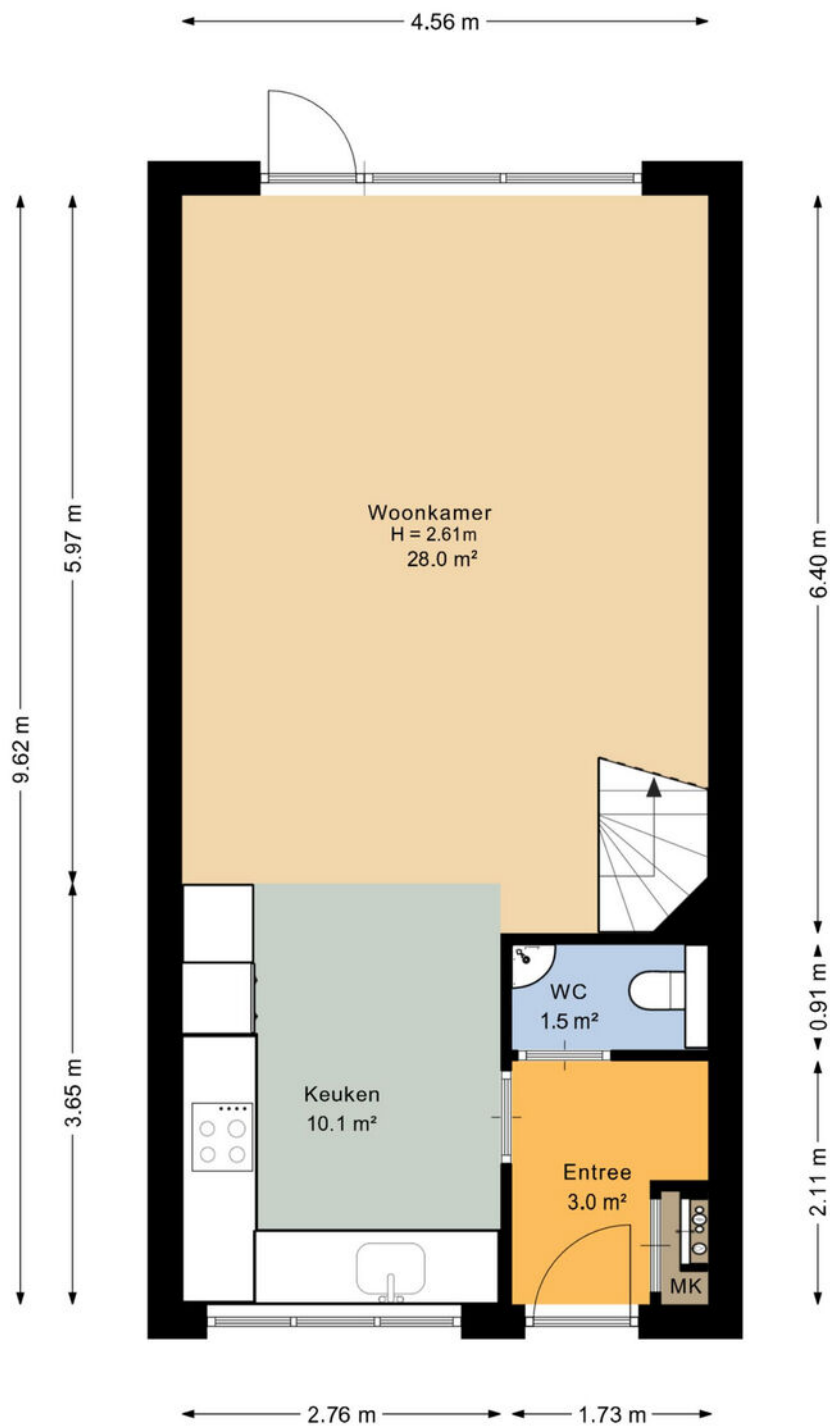 4.56 m
Woonkamer
H = 2.61m
28.0 m²
5.97 m
6.40 m
9.62 m
WC
1.5 m²
0.91 m
Keuken
10.1 m²
3.65 m
Entree
3.0 m²
2.11 m
MK
2.76 m
1.73 m